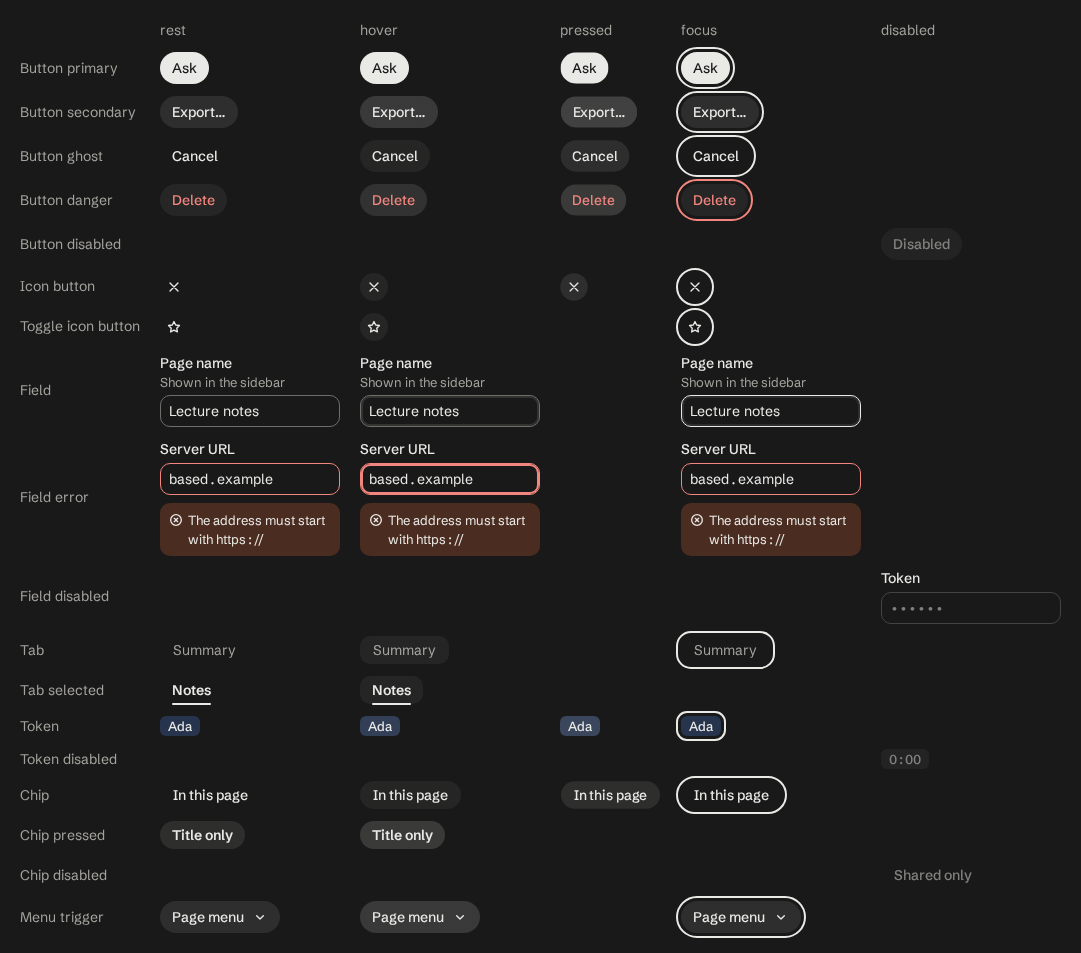 rest hover pressed focus disabled
Button primary Ask Ask Ask Ask
Button secondary Export... Export... Export... Export...
Button ghost Cancel Cancel Cancel Cancel
Button danger Delete Delete Delete Delete
Button disabled Disabled
Icon button
Toggle icon button
Page name Page name Page name
Shown in the sidebar Shown in the sidebar Shown in the sidebar
Field
Lecture notes Lecture notes Lecture notes
Server URL Server URL Server URL
based.example based.example based.example
Field error
The address must start The address must start The address must start
with https:// with https:// with https://
Token
Field disabled
••••••
Tab Summary Summary Summary
Tab selected Notes Notes
Token Ada Ada Ada Ada
Token disabled 0:00
Chip In this page In this page In this page In this page
Chip pressed Title only Title only
Chip disabled Shared only
Menu trigger Page menu Page menu Page menu